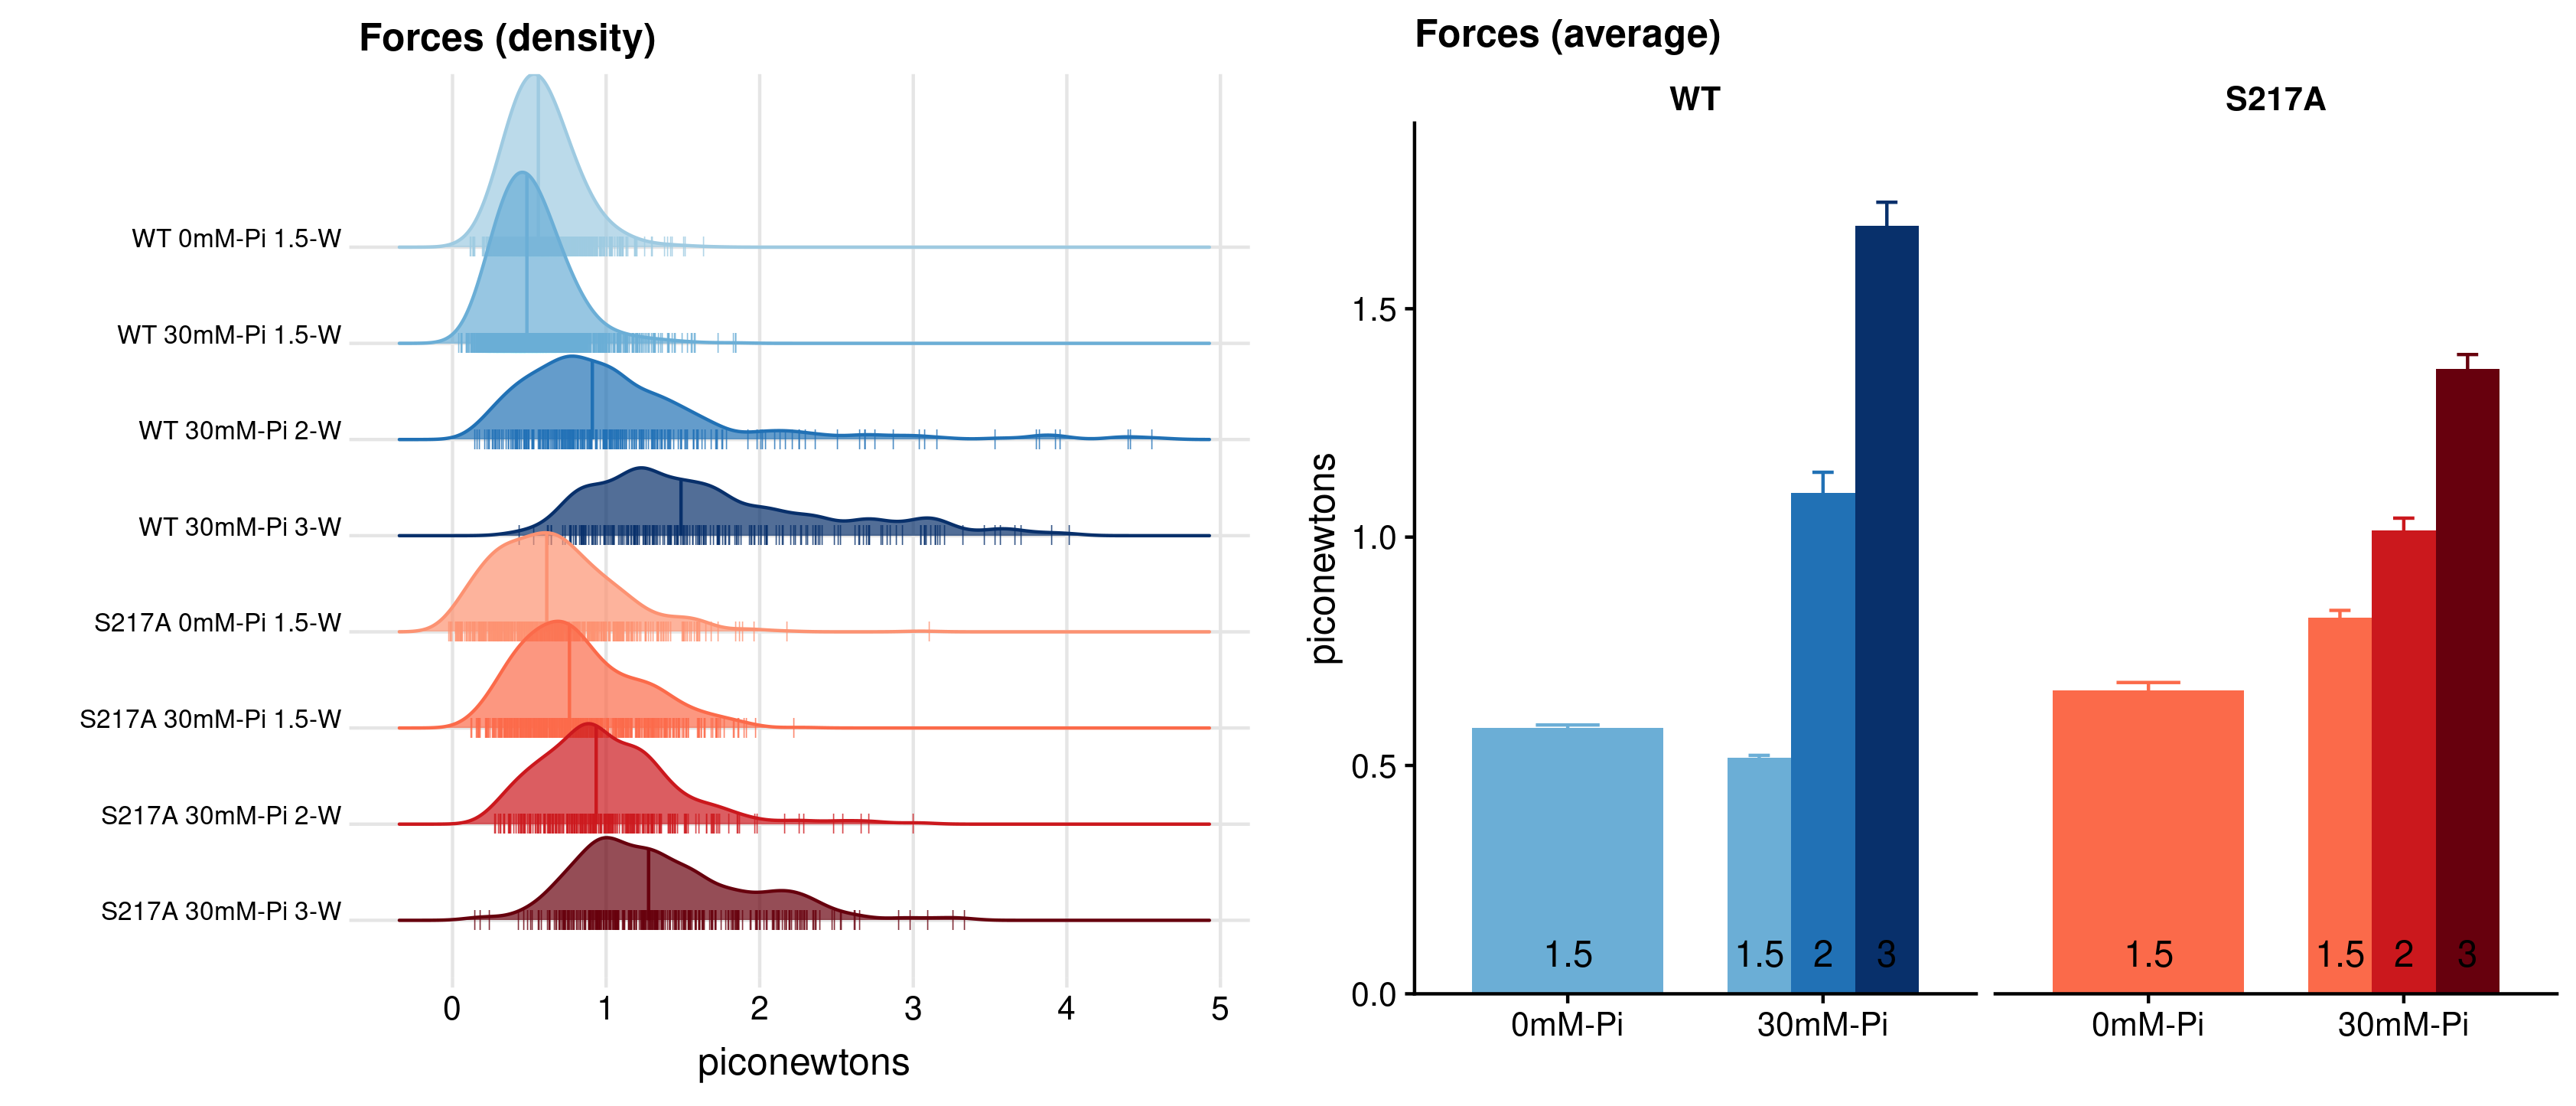 Forces (density)
WT 0mM-Pi 1.5-W
WT 30mM-Pi 1.5-W
WT 30mM-Pi 2-W
WT 30mM-Pi 3-W
S217A 0mM-Pi 1.5-W
S217A 30mM-Pi 1.5-W
S217A 30mM-Pi 2-W
S217A 30mM-Pi 3-W
0 1 2 3 4 5
piconewtons
Forces (average)
WT S217A
piconewtons
1.5
1.0
0.5
0.0
1.5 1.5 2 3 1.5 1.5 2 3
0mM-Pi 30mM-Pi 0mM-Pi 30mM-Pi